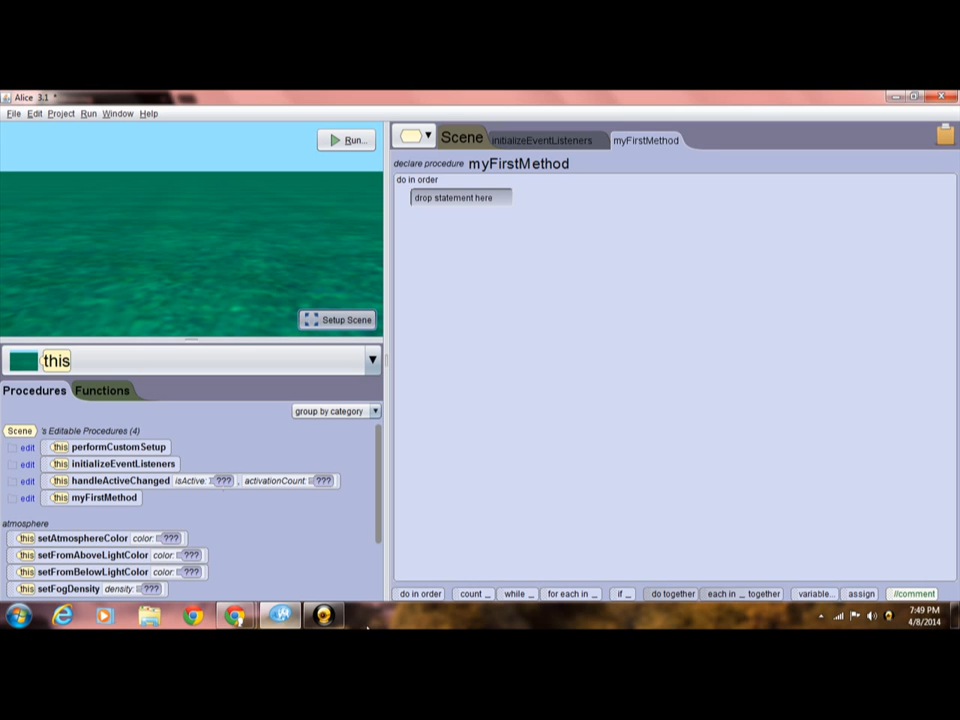 Alice 3.1 *
File Edit Project Run Window Help
Run...
Setup Scene
this
Procedures Functions
group by category
Scene 's Editable Procedures (4)
edit this performCustomSetup
edit this initializeEventListeners
edit this handleActiveChanged isActive: ??? , activationCount: ???
edit this myFirstMethod
atmosphere
this setAtmosphereColor color: ???
this setFromAboveLightColor color: ???
this setFromBelowLightColor color: ???
this setFogDensity density: ???
Scene initializeEventListeners myFirstMethod
declare procedure myFirstMethod
do in order
drop statement here
do in order count _ while _ for each in _ if _ do together each in _ together variable... assign //comment
7:49 PM
4/8/2014